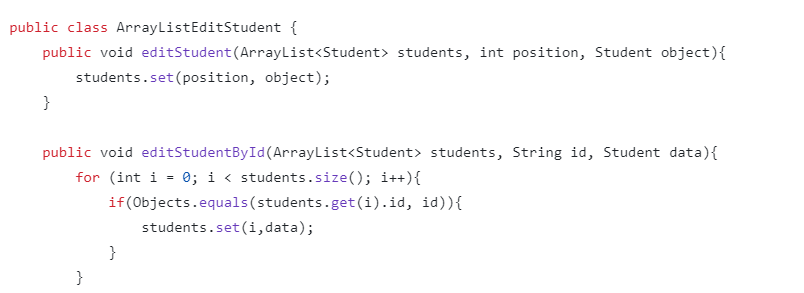 public class ArrayListEditStudent {
    public void editStudent(ArrayList<Student> students, int position, Student object){
        students.set(position, object);
    }

    public void editStudentById(ArrayList<Student> students, String id, Student data){
        for (int i = 0; i < students.size(); i++){
            if(Objects.equals(students.get(i).id, id)){
                students.set(i,data);
            }
        }